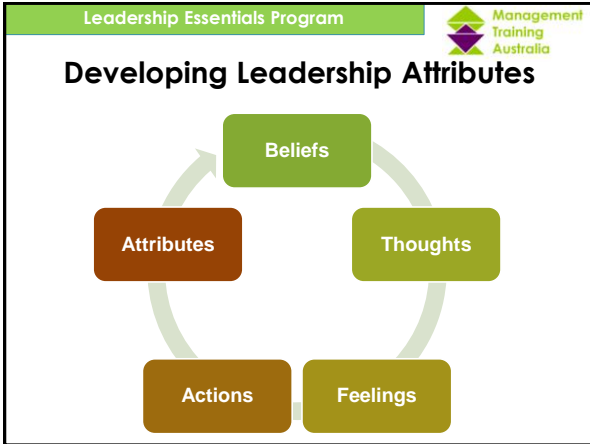 Leadership Essentials Program
Management
Training
Australia
Developing Leadership Attributes
Beliefs
Thoughts
Feelings
Actions
Attributes